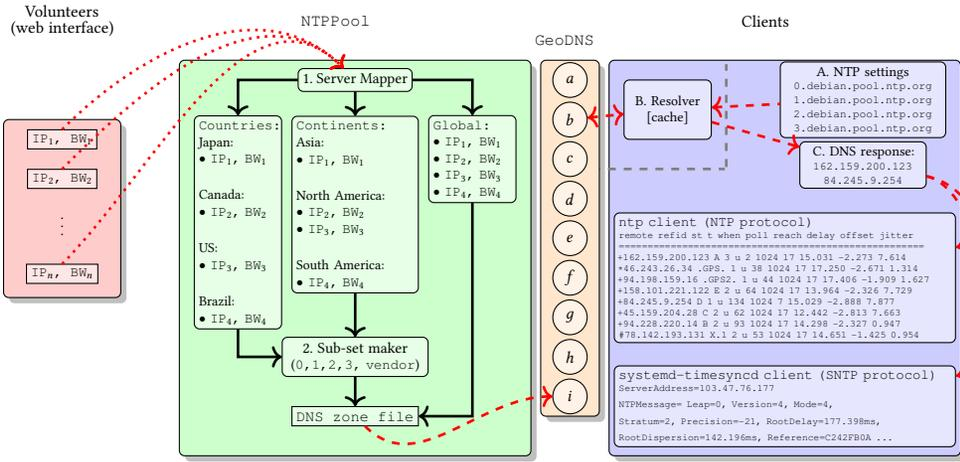 Volunteers
(web interface)
IP1, BW1
IP2, BW2
⋮
IPn, BWn
NTPPool
1. Server Mapper
Countries:
Japan:
• IP1, BW1
Canada:
• IP2, BW2
US:
• IP3, BW3
Brazil:
• IP4, BW4
Continents:
Asia:
• IP1, BW1
North America:
• IP2, BW2
• IP3, BW3
South America:
• IP4, BW4
Global:
• IP1, BW1
• IP2, BW2
• IP3, BW3
• IP4, BW4
2. Sub-set maker
(0,1,2,3, vendor)
DNS zone file
GeoDNS
a
b
c
d
e
f
g
h
i
Clients
B. Resolver
[cache]
A. NTP settings
0.debian.pool.ntp.org
1.debian.pool.ntp.org
2.debian.pool.ntp.org
3.debian.pool.ntp.org
C. DNS response:
162.159.200.123
84.245.9.254
ntp client (NTP protocol)
remote refid st t when poll reach delay offset jitter
====================================================
+162.159.200.123 A 3 u 2 1024 17 15.031 -2.273 7.614
*46.243.26.34 .GPS. 1 u 38 1024 17 17.250 -2.671 1.314
+94.198.159.16 .GPS2. 1 u 44 1024 17 17.406 -1.909 1.627
+158.101.221.122 E 2 u 64 1024 17 13.964 -2.326 7.729
+84.245.9.254 D 1 u 134 1024 7 15.029 -2.888 7.877
+45.159.204.28 C 2 u 62 1024 17 12.442 -2.813 7.663
+94.228.220.14 B 2 u 93 1024 17 14.298 -2.327 0.947
#78.142.193.131 X.1 2 u 53 1024 17 14.651 -1.425 0.954
systemd-timesyncd client (SNTP protocol)
ServerAddress=103.47.76.177
NTPMessage= Leap=0, Version=4, Mode=4,
Stratum=2, Precision=-21, RootDelay=177.398ms,
RootDispersion=142.196ms, Reference=C242FB0A ...